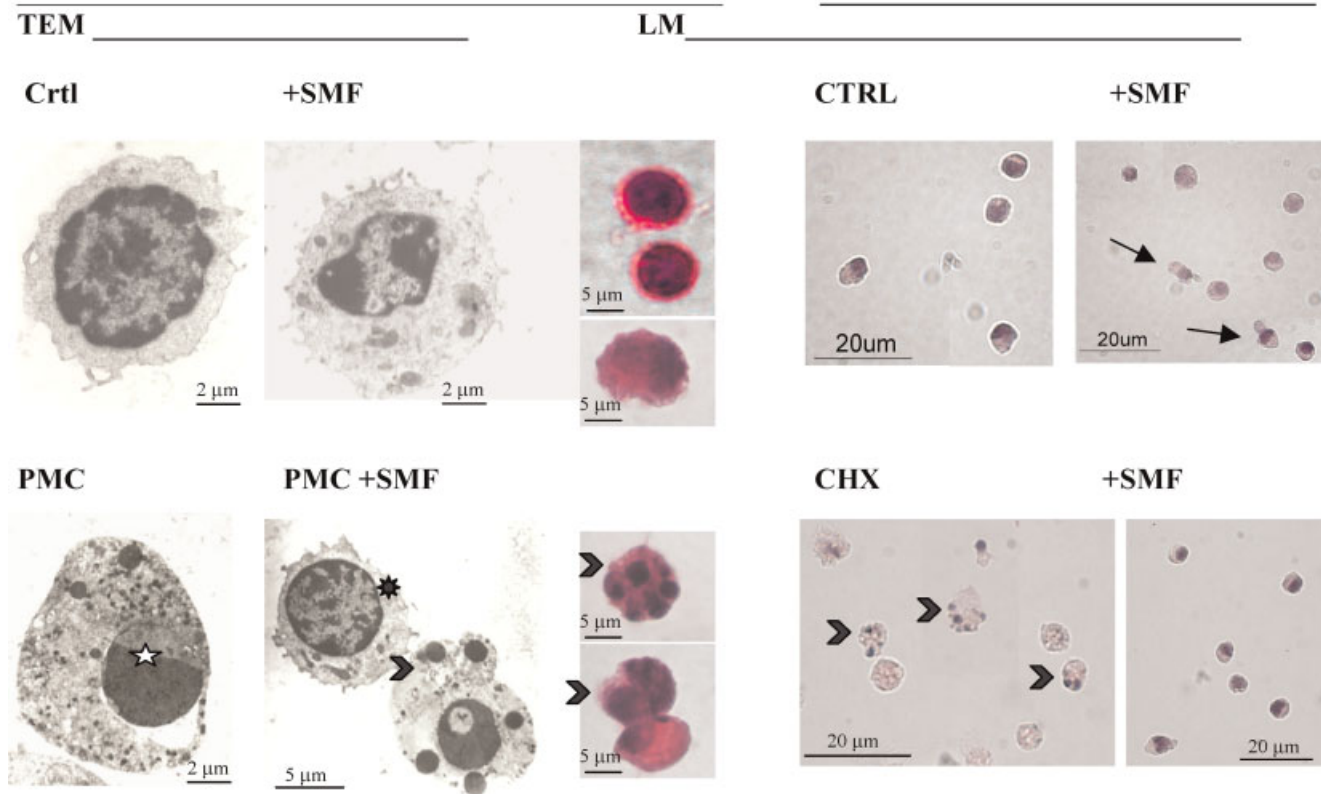 TEM LM
Crtl +SMF CTRL +SMF
5 μm
20um 20um
2 μm 2 μm 5 μm
PMC PMC +SMF CHX +SMF
5 μm
20 μm 20 μm
2 μm 5 μm 5 μm